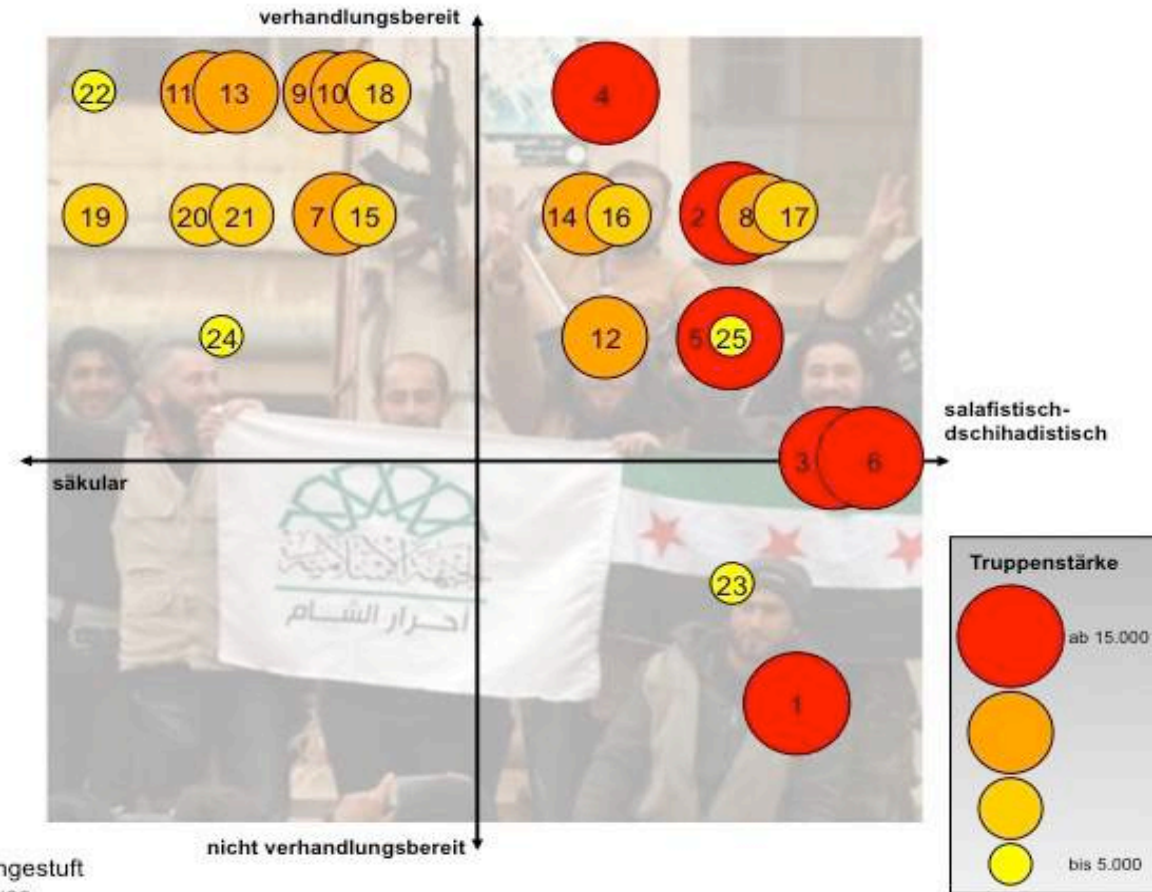 verhandlungsbereit
22 11 13 9 10 18 4
19 20 21 7 15 14 16 2 8 17
24 12 5 25
salafistisch-
dschihadistisch
3 6
säkular
احرار الشام
23
Truppenstärke
ab 15.000
1
nicht verhandlungsbereit
bis 5.000
ngestuft